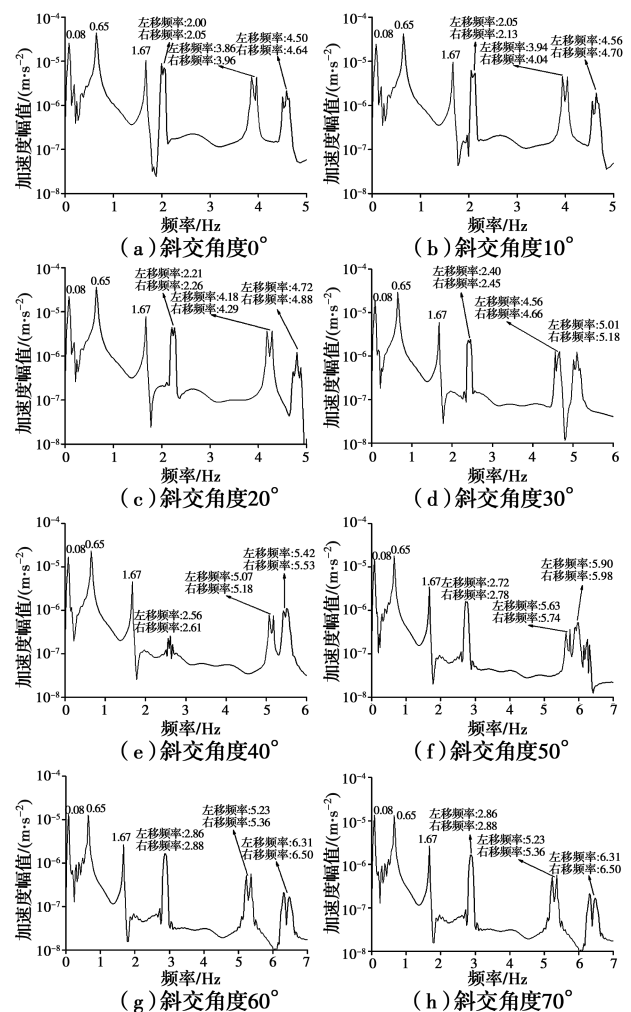 加速度幅值/(m·s⁻²)
10⁻⁴
10⁻⁵
10⁻⁶
10⁻⁷
10⁻⁸
0.08
0.65
1.67
左移频率:2.00
右移频率:2.05
左移频率:3.86
右移频率:3.96
左移频率:4.50
右移频率:4.64
0 1 2 3 4 5
频率/Hz
(a)斜交角度0°
加速度幅值/(m·s⁻²)
10⁻⁴
10⁻⁵
10⁻⁶
10⁻⁷
10⁻⁸
0.08
0.65
1.67
左移频率:2.05
右移频率:2.13
左移频率:3.94
右移频率:4.04
左移频率:4.56
右移频率:4.70
0 1 2 3 4 5
频率/Hz
(b)斜交角度10°
加速度幅值/(m·s⁻²)
10⁻⁴
10⁻⁵
10⁻⁶
10⁻⁷
10⁻⁸
0.08
0.65
1.67
左移频率:2.21
右移频率:2.26
左移频率:4.18
右移频率:4.29
左移频率:4.72
右移频率:4.88
0 1 2 3 4 5
频率/Hz
(c)斜交角度20°
加速度幅值/(m·s⁻²)
10⁻⁴
10⁻⁵
10⁻⁶
10⁻⁷
10⁻⁸
0.08
0.65
1.67
左移频率:2.40
右移频率:2.45
左移频率:4.56
右移频率:4.66
左移频率:5.01
右移频率:5.18
0 1 2 3 4 5 6
频率/Hz
(d)斜交角度30°
加速度幅值/(m·s⁻²)
10⁻⁴
10⁻⁵
10⁻⁶
10⁻⁷
10⁻⁸
0.08
0.65
1.67
左移频率:2.56
右移频率:2.61
左移频率:5.07
右移频率:5.18
左移频率:5.42
右移频率:5.53
0 1 2 3 4 5 6
频率/Hz
(e)斜交角度40°
加速度幅值/(m·s⁻²)
10⁻⁴
10⁻⁵
10⁻⁶
10⁻⁷
10⁻⁸
0.08
0.65
1.67
左移频率:2.72
右移频率:2.78
左移频率:5.63
右移频率:5.74
左移频率:5.90
右移频率:5.98
0 1 2 3 4 5 6 7
频率/Hz
(f)斜交角度50°
加速度幅值/(m·s⁻²)
10⁻⁴
10⁻⁵
10⁻⁶
10⁻⁷
10⁻⁸
0.08
0.65
1.67
左移频率:2.86
右移频率:2.88
左移频率:5.23
右移频率:5.36
左移频率:6.31
右移频率:6.50
0 1 2 3 4 5 6 7
频率/Hz
(g)斜交角度60°
加速度幅值/(m·s⁻²)
10⁻⁴
10⁻⁵
10⁻⁶
10⁻⁷
10⁻⁸
0.08
0.65
1.67
左移频率:2.86
右移频率:2.88
左移频率:5.23
右移频率:5.36
左移频率:6.31
右移频率:6.50
0 1 2 3 4 5 6 7
频率/Hz
(h)斜交角度70°